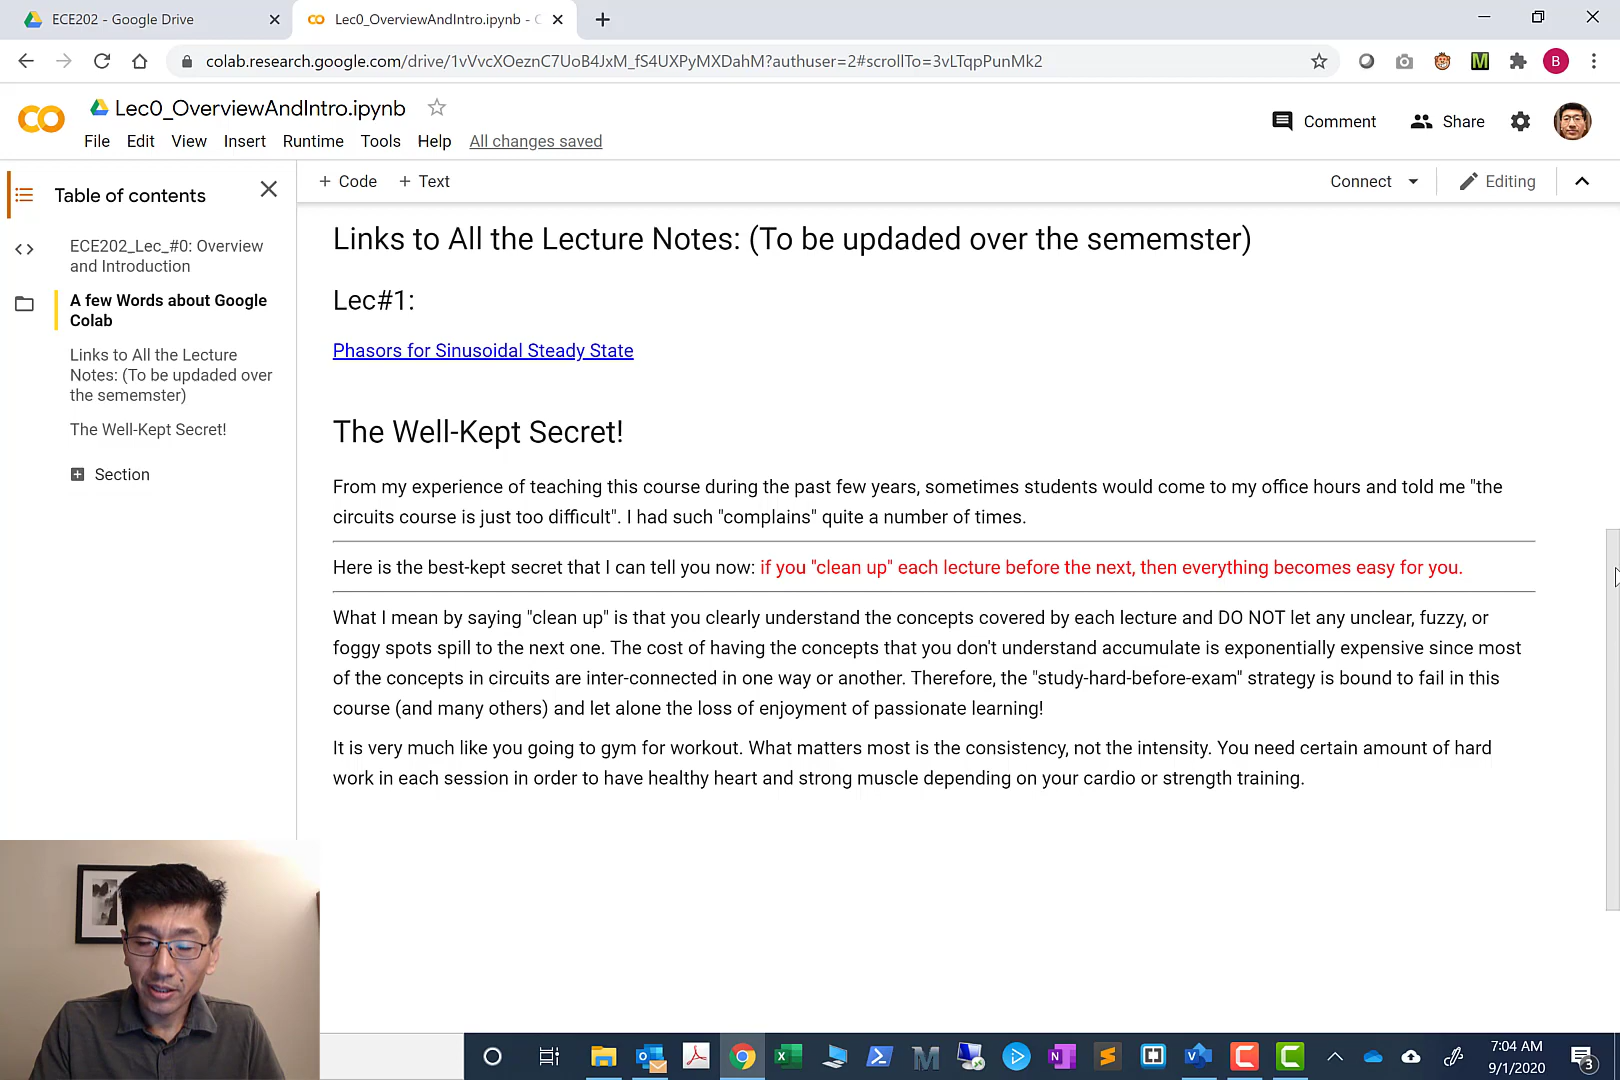 ECE202 - Google Drive
Lec0_OverviewAndIntro.ipynb -
colab.research.google.com/drive/1vVvcXOeznC7UoB4JxM_fS4UXPyMXDahM?authuser=2#scrollTo=3vLTqpPunMk2
M
B
CO
Lec0_OverviewAndIntro.ipynb
Comment
Share
File Edit View Insert Runtime Tools Help All changes saved
Table of contents
+ Code + Text
Connect
Editing
ECE202_Lec_#0: Overview
and Introduction
A few Words about Google
Colab
Links to All the Lecture
Notes: (To be updaded over
the sememster)
The Well-Kept Secret!
Section
Links to All the Lecture Notes: (To be updaded over the sememster)
Lec#1:
Phasors for Sinusoidal Steady State
The Well-Kept Secret!
From my experience of teaching this course during the past few years, sometimes students would come to my office hours and told me "the
circuits course is just too difficult". I had such "complains" quite a number of times.
Here is the best-kept secret that I can tell you now: if you "clean up" each lecture before the next, then everything becomes easy for you.
What I mean by saying "clean up" is that you clearly understand the concepts covered by each lecture and DO NOT let any unclear, fuzzy, or
foggy spots spill to the next one. The cost of having the concepts that you don't understand accumulate is exponentially expensive since most
of the concepts in circuits are inter-connected in one way or another. Therefore, the "study-hard-before-exam" strategy is bound to fail in this
course (and many others) and let alone the loss of enjoyment of passionate learning!
It is very much like you going to gym for workout. What matters most is the consistency, not the intensity. You need certain amount of hard
work in each session in order to have healthy heart and strong muscle depending on your cardio or strength training.
7:04 AM
9/1/2020
3